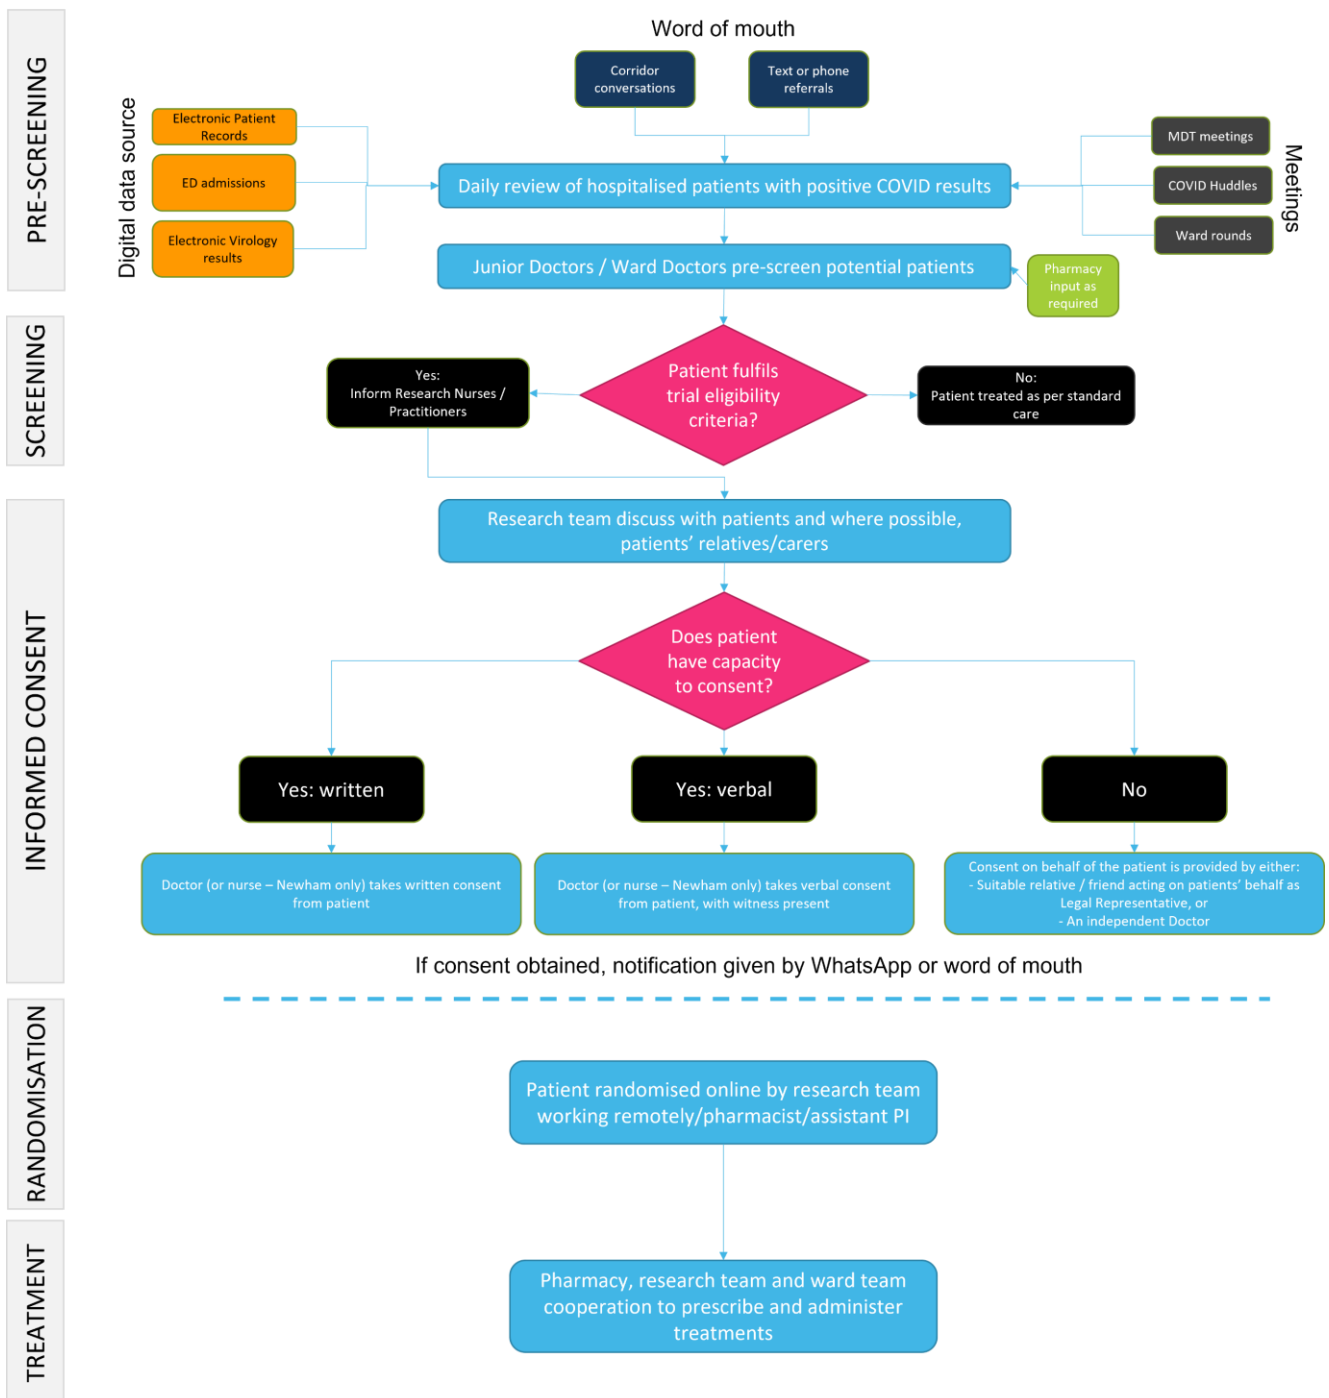 PRE-SCREENING
Word of mouth
Corridor
conversations
Text or phone
referrals
Digital data source
Electronic Patient
Records
ED admissions
Electronic Virology
results
Daily review of hospitalised patients with positive COVID results
MDT meetings
COVID Huddles
Ward rounds
Meetings
Junior Doctors / Ward Doctors pre-screen potential patients
Pharmacy
input as
required
SCREENING
Yes:
Inform Research Nurses /
Practitioners
Patient fulfils
trial eligibility
criteria?
No:
Patient treated as per standard
care
INFORMED CONSENT
Research team discuss with patients and where possible,
patients’ relatives/carers
Does patient
have capacity
to consent?
Yes: written
Yes: verbal
No
Doctor (or nurse – Newham only) takes written consent
from patient
Doctor (or nurse – Newham only) takes verbal consent
from patient, with witness present
Consent on behalf of the patient is provided by either:
- Suitable relative / friend acting on patients’ behalf as
Legal Representative, or
- An independent Doctor
If consent obtained, notification given by WhatsApp or word of mouth
RANDOMISATION
Patient randomised online by research team
working remotely/pharmacist/assistant PI
TREATMENT
Pharmacy, research team and ward team
cooperation to prescribe and administer
treatments